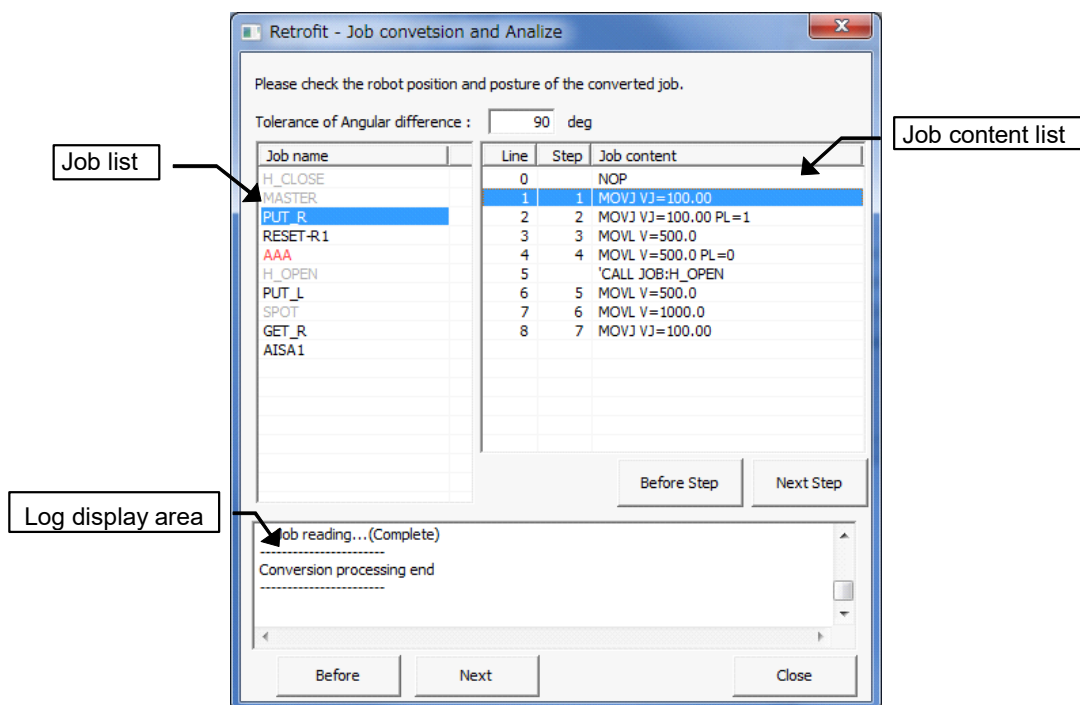 Retrofit - Job convetsion and Analize
Please check the robot position and posture of the converted job.
Tolerance of Angular difference : 90 deg
Job content list
Job list
Job name
H_CLOSE
MASTER
PUT_R
RESET-R1
AAA
H_OPEN
PUT_L
SPOT
GET_R
AISA1
Line Step Job content
0 NOP
1 1 MOVJ VJ=100.00
2 2 MOVJ VJ=100.00 PL=1
3 3 MOVL V=500.0
4 4 MOVL V=500.0 PL=0
5 'CALL JOB:H_OPEN
6 5 MOVL V=500.0
7 6 MOVL V=1000.0
8 7 MOVJ VJ=100.00
Before Step Next Step
Log display area
Job reading...(Complete)
-----------------------
Conversion processing end
-----------------------
Before Next Close